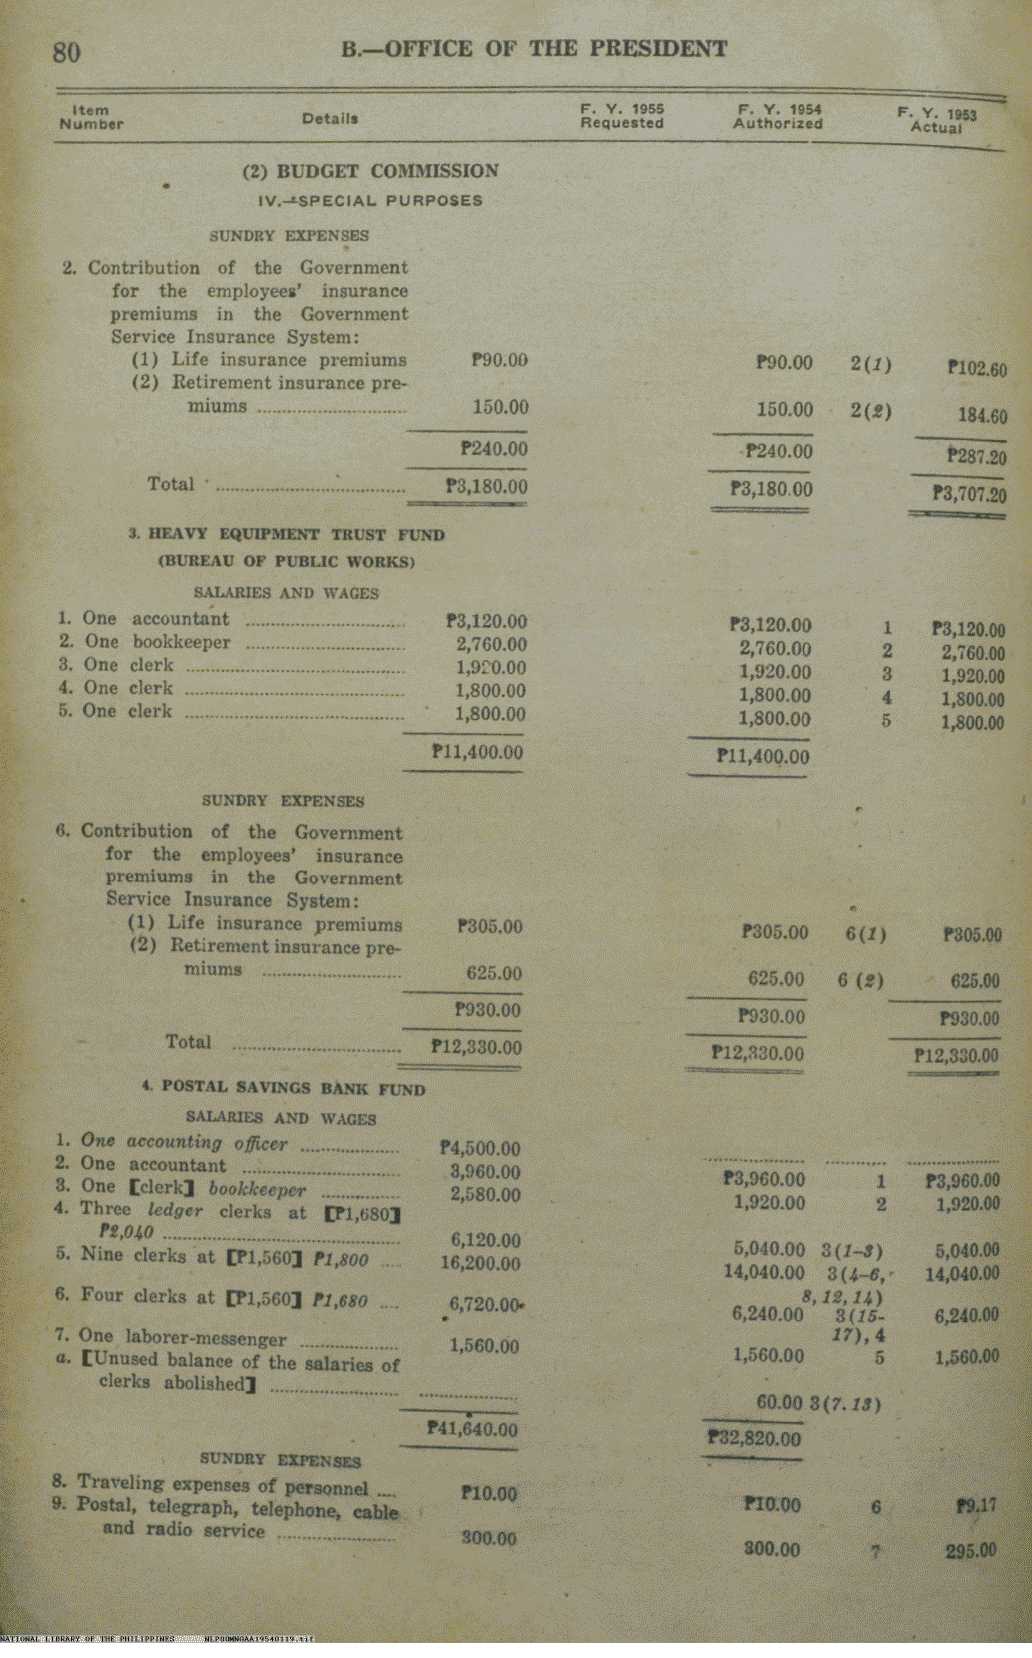 80
B.—OFFICE OF THE PRESIDENT
Item Number Details F. Y. 1955 Requested F. Y. 1954 Authorized F. Y. 1953 Actual
(2) BUDGET COMMISSION
IV.—SPECIAL PURPOSES
SUNDRY EXPENSES
2. Contribution of the Government
for the employees' insurance
premiums in the Government
Service Insurance System:
(1) Life insurance premiums ₱90.00 ₱90.00 2(1) ₱102.60
(2) Retirement insurance pre-
miums 150.00 150.00 2(2) 184.60
₱240.00 ₱240.00 ₱287.20
Total ₱3,180.00 ₱3,180.00 ₱3,707.20
3. HEAVY EQUIPMENT TRUST FUND
(BUREAU OF PUBLIC WORKS)
SALARIES AND WAGES
1. One accountant ₱3,120.00 ₱3,120.00 1 ₱3,120.00
2. One bookkeeper 2,760.00 2,760.00 2 2,760.00
3. One clerk 1,920.00 1,920.00 3 1,920.00
4. One clerk 1,800.00 1,800.00 4 1,800.00
5. One clerk 1,800.00 1,800.00 5 1,800.00
₱11,400.00 ₱11,400.00
SUNDRY EXPENSES
6. Contribution of the Government
for the employees' insurance
premiums in the Government
Service Insurance System:
(1) Life insurance premiums ₱305.00 ₱305.00 6(1) ₱305.00
(2) Retirement insurance pre-
miums 625.00 625.00 6 (2) 625.00
₱930.00 ₱930.00 ₱930.00
Total ₱12,330.00 ₱12,330.00 ₱12,330.00
4. POSTAL SAVINGS BANK FUND
SALARIES AND WAGES
1. One accounting officer ₱4,500.00
2. One accountant 3,960.00 ₱3,960.00 1 ₱3,960.00
3. One [clerk] bookkeeper 2,580.00 1,920.00 2 1,920.00
4. Three ledger clerks at [₱1,680]
₱2,040 6,120.00 5,040.00 3(1–3) 5,040.00
5. Nine clerks at [₱1,560] ₱1,800 16,200.00 14,040.00 3(4–6, 14,040.00
8, 12, 14)
6. Four clerks at [₱1,560] ₱1,680 6,720.00 6,240.00 3(15- 6,240.00
17), 4
7. One laborer-messenger 1,560.00 1,560.00 5 1,560.00
a. [Unused balance of the salaries of
clerks abolished] 60.00 3(7. 13)
₱41,640.00 ₱32,820.00
SUNDRY EXPENSES
8. Traveling expenses of personnel ₱10.00 ₱10.00 6 ₱9.17
9. Postal, telegraph, telephone, cable
and radio service 300.00 300.00 7 295.00
NATIONAL LIBRARY OF THE PHILIPPINES NLPOOMNGAA19540119.tif